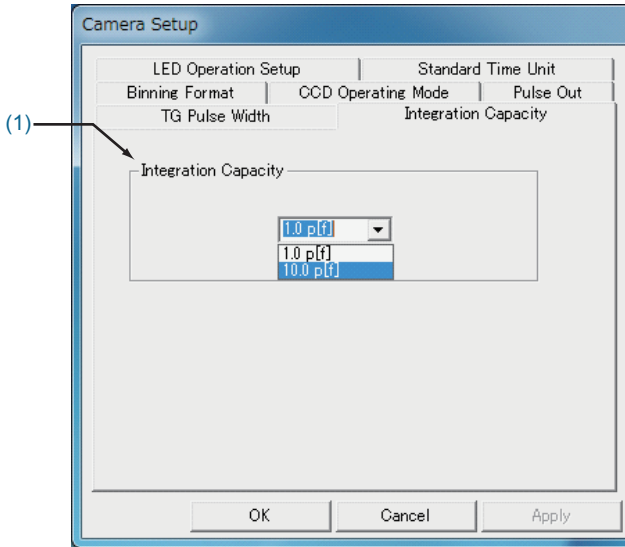 Camera Setup
LED Operation Setup Standard Time Unit
Binning Format CCD Operating Mode Pulse Out
TG Pulse Width Integration Capacity
(1)
Integration Capacity
1.0 p[f]
1.0 p[f]
10.0 p[f]
OK Cancel Apply